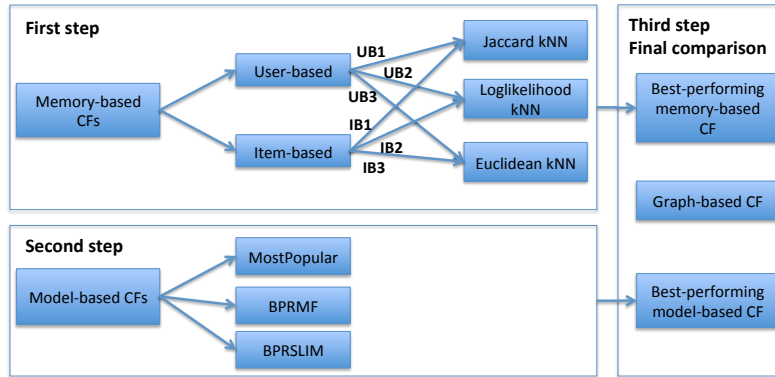 First step
Memory-based
CFs
User-based
Item-based
UB1
UB2
UB3
IB1
IB2
IB3
Jaccard kNN
Loglikelihood
kNN
Euclidean kNN
Second step
Model-based CFs
MostPopular
BPRMF
BPRSLIM
Third step
Final comparison
Best-performing
memory-based
CF
Graph-based CF
Best-performing
model-based CF